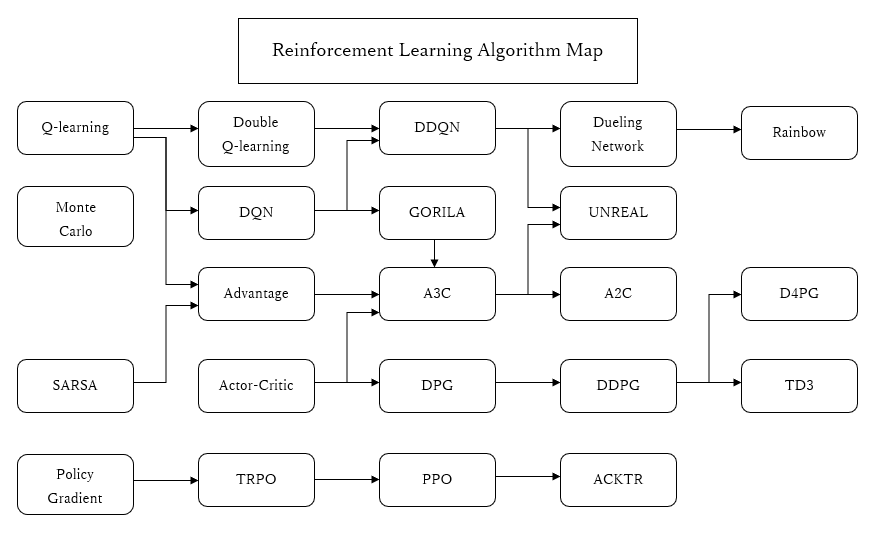 Reinforcement Learning Algorithm Map
Q-learning
Double
Q-learning
DDQN
Dueling
Network
Rainbow
Monte
Carlo
DQN
GORILA
UNREAL
Advantage
A3C
A2C
D4PG
SARSA
Actor-Critic
DPG
DDPG
TD3
Policy
Gradient
TRPO
PPO
ACKTR